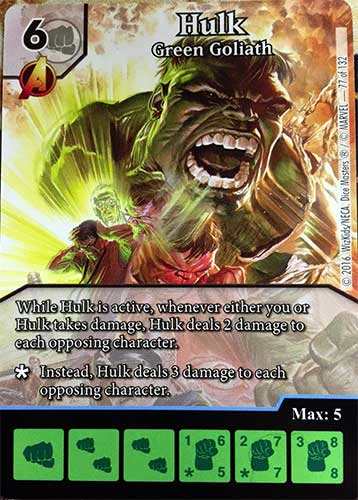 6
Hulk
Green Goliath
© 2016 WizKids/NECA. Dice Masters ® / © MARVEL — 77 of 132
While Hulk is active, whenever either you or
Hulk takes damage, Hulk deals 2 damage to
each opposing character.
* Instead, Hulk deals 3 damage to each
opposing character.
Max: 5
1 6 * 5
2 7 * 7
3 8 8